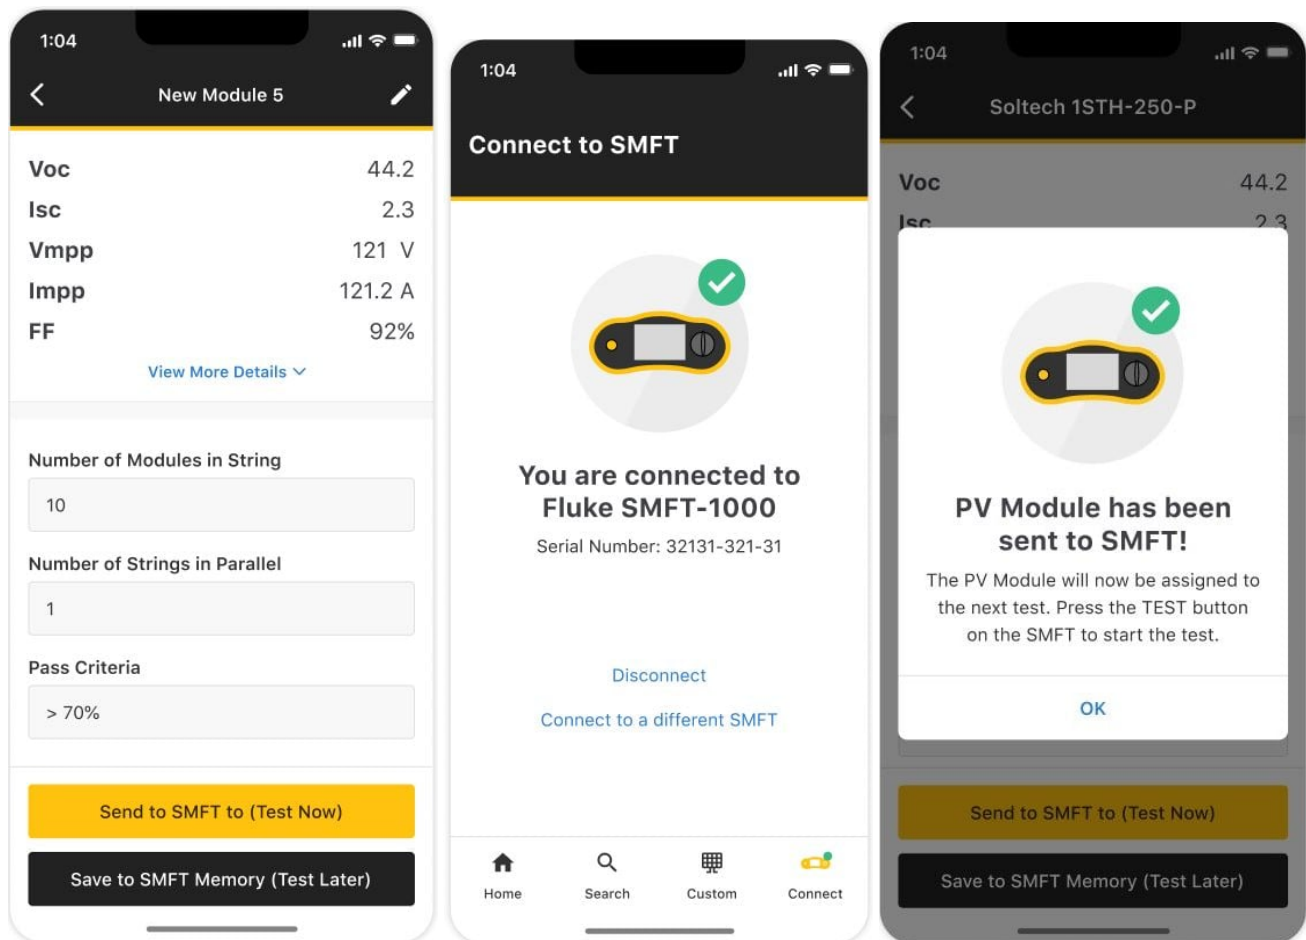 1:04
New Module 5
Voc 44.2
Isc 2.3
Vmpp 121 V
Impp 121.2 A
FF 92%
View More Details
Number of Modules in String
10
Number of Strings in Parallel
1
Pass Criteria
> 70%
Send to SMFT to (Test Now)
Save to SMFT Memory (Test Later)
1:04
Connect to SMFT
You are connected to
Fluke SMFT-1000
Serial Number: 32131-321-31
Disconnect
Connect to a different SMFT
Home Search Custom Connect
1:04
Soltech 1STH-250-P
Voc 44.2
Isc 2.3
PV Module has been
sent to SMFT!
The PV Module will now be assigned to
the next test. Press the TEST button
on the SMFT to start the test.
OK
Send to SMFT to (Test Now)
Save to SMFT Memory (Test Later)